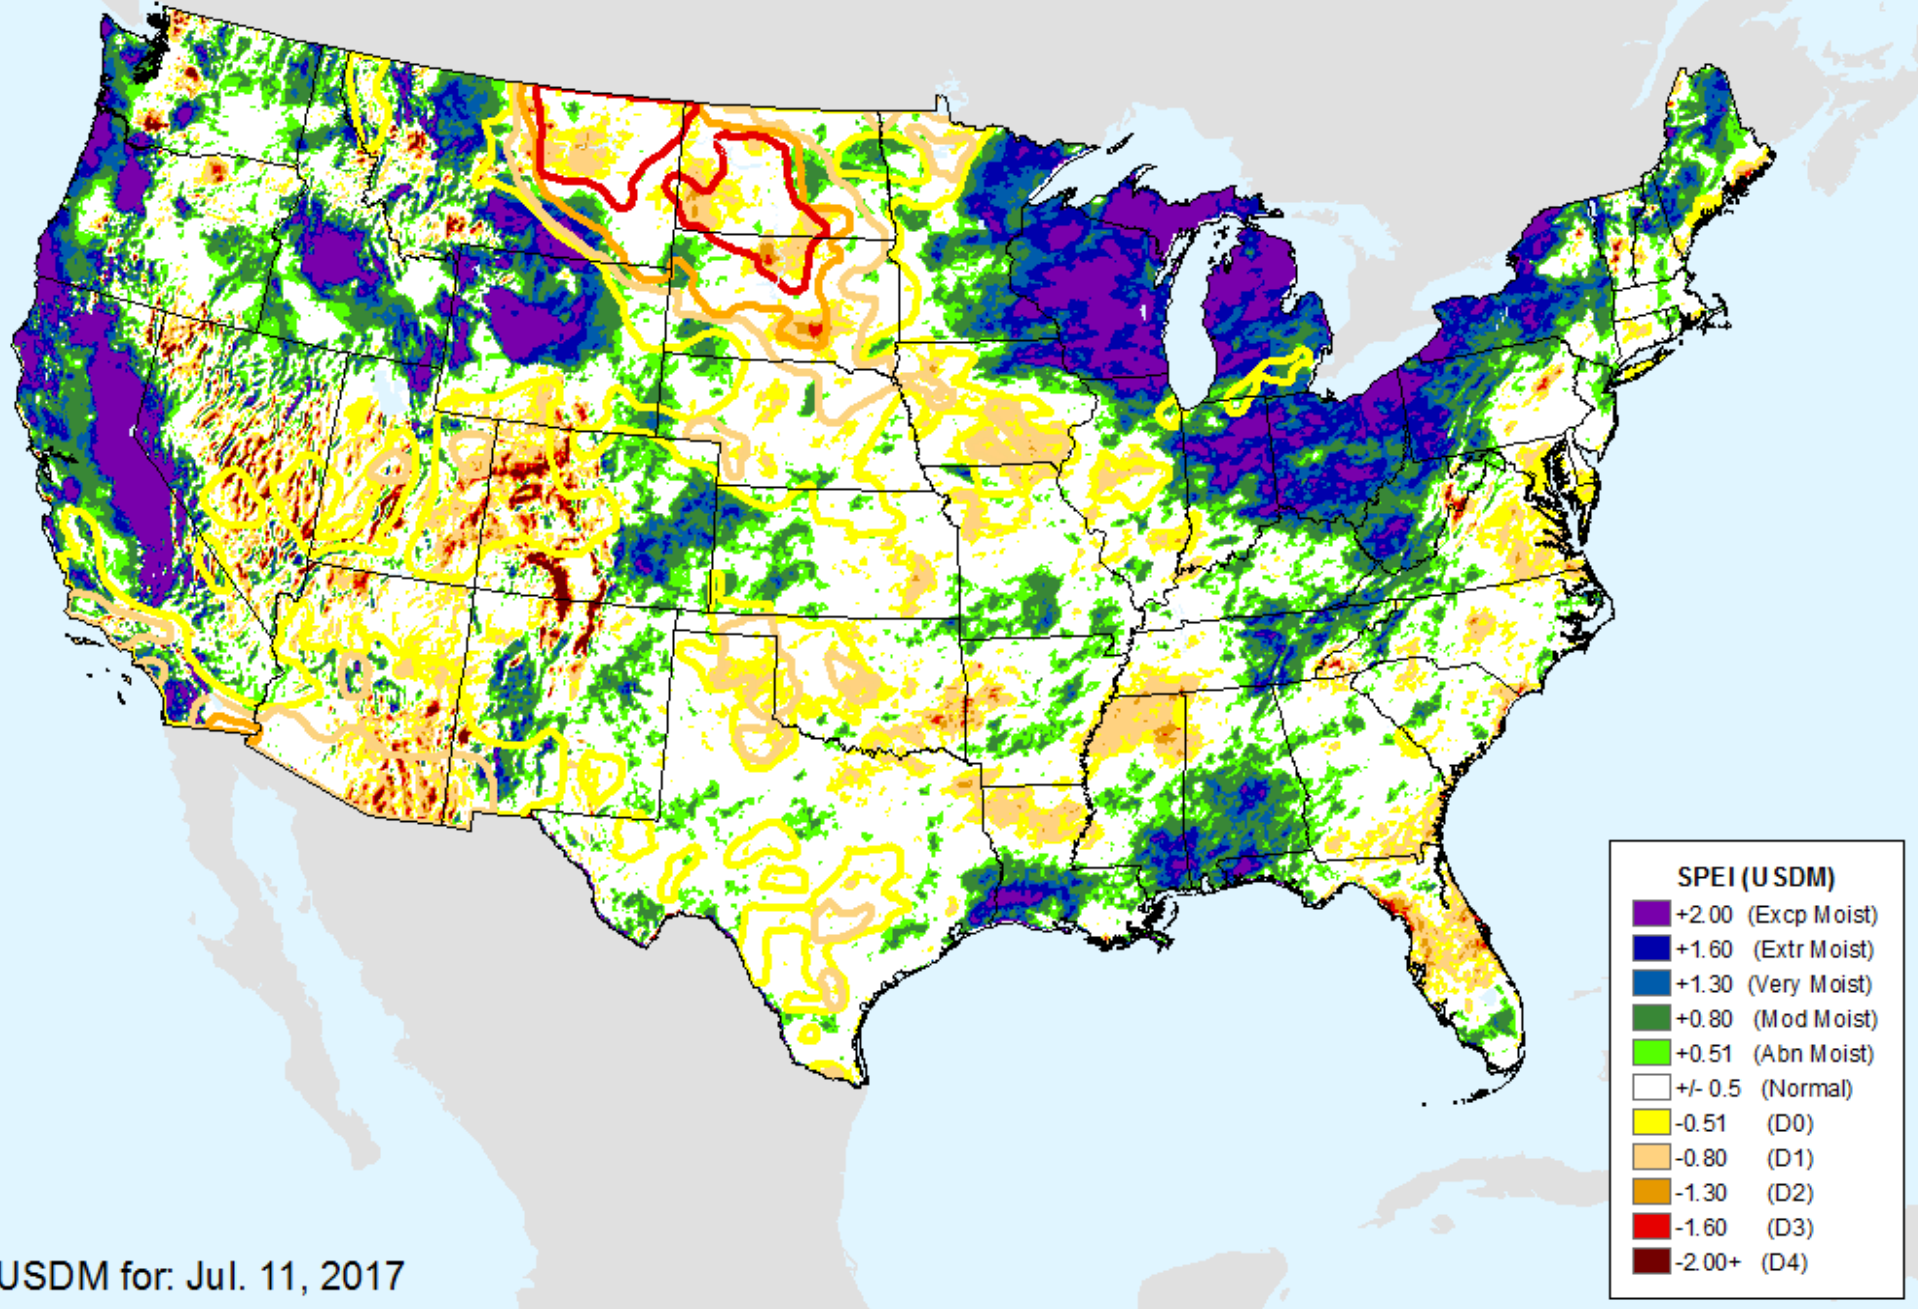 SPEI (USDM)
+2.00 (Excp Moist)
+1.60 (Extr Moist)
+1.30 (Very Moist)
+0.80 (Mod Moist)
+0.51 (Abn Moist)
+/- 0.5 (Normal)
-0.51 (D0)
-0.80 (D1)
-1.30 (D2)
-1.60 (D3)
-2.00+ (D4)
USDM for: Jul. 11, 2017